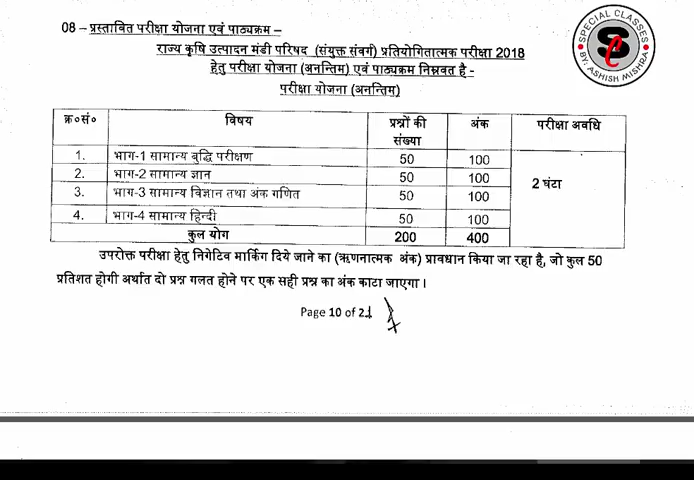 08 – प्रस्तावित परीक्षा योजना एवं पाठ्यक्रम –
राज्य कृषि उत्पादन मंडी परिषद (संयुक्त संवर्ग) प्रतियोगितात्मक परीक्षा 2018
हेतु परीक्षा योजना (अनन्तिम) एवं पाठ्यक्रम निम्नवत है -
परीक्षा योजना (अनन्तिम)
SPECIAL CLASSES
SC
BY: ASHISH MISHRA
क्र०सं० विषय प्रश्नों की संख्या अंक परीक्षा अवधि
1. भाग-1 सामान्य बुद्धि परीक्षण 50 100 2 घंटा
2. भाग-2 सामान्य ज्ञान 50 100
3. भाग-3 सामान्य विज्ञान तथा अंक गणित 50 100
4. भाग-4 सामान्य हिन्दी 50 100
कुल योग 200 400
उपरोक्त परीक्षा हेतु निगेटिव मार्किंग दिये जाने का (ऋणनात्मक अंक) प्रावधान किया जा रहा है, जो कुल 50
प्रतिशत होगी अर्थात दो प्रश्न गलत होने पर एक सही प्रश्न का अंक काटा जाएगा।
Page 10 of 21